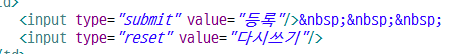 <input type="submit" value="등록"/>&nbsp;&nbsp;&nbsp;
<input type="reset" value="다시쓰기"/>